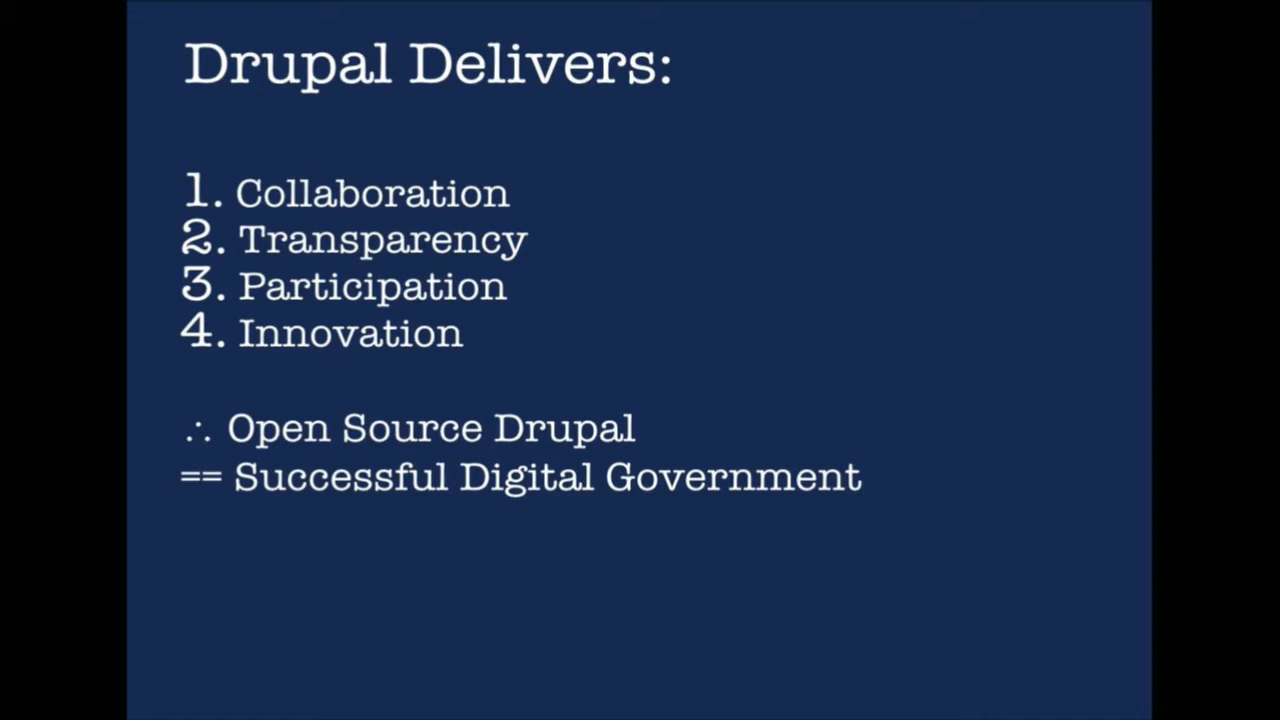 Drupal Delivers:
1. Collaboration
2. Transparency
3. Participation
4. Innovation
∴ Open Source Drupal
== Successful Digital Government